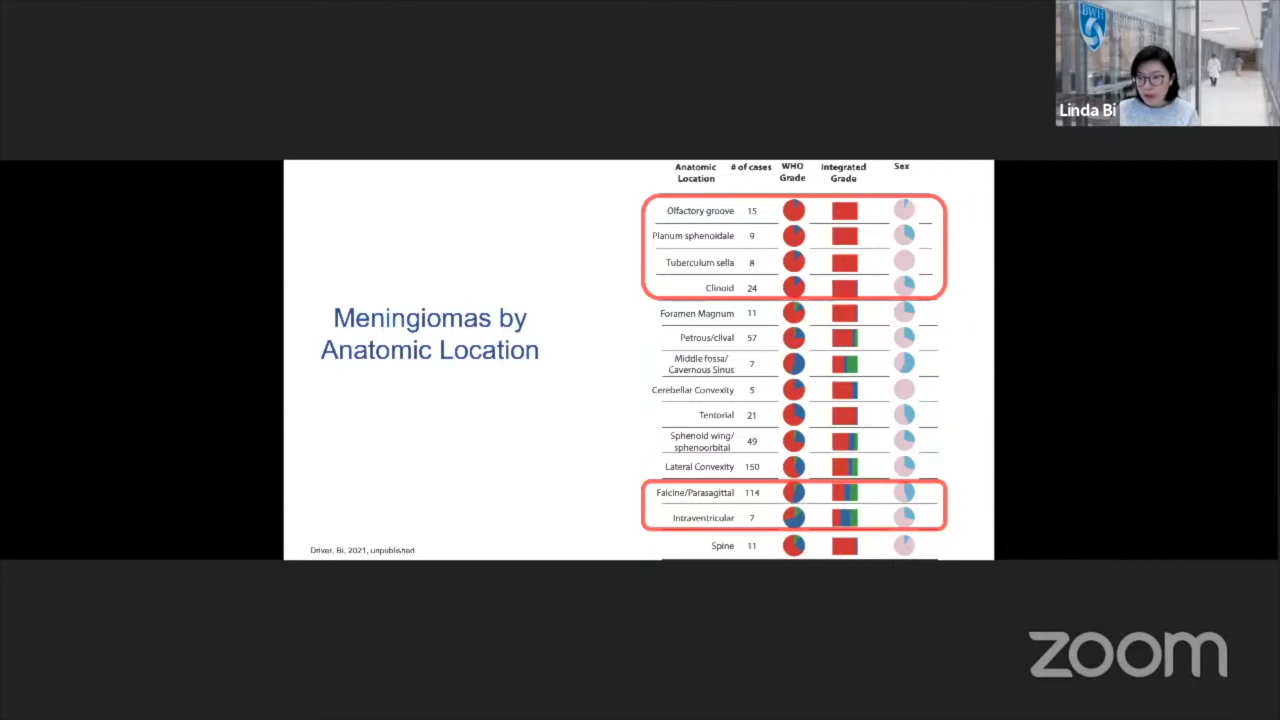 BWH
Linda Bi
Anatomic Location # of cases WHO Grade Integrated Grade Sex
Olfactory groove 15
Planum sphenoidale 9
Tuberculum sella 8
Clinoid 24
Foramen Magnum 11
Petrous/clival 57
Middle fossa/
Cavernous Sinus 7
Cerebellar Convexity 5
Tentorial 21
Sphenoid wing/
sphenoorbital 49
Lateral Convexity 150
Falcine/Parasagittal 114
Intraventricular 7
Spine 11
Meningiomas by
Anatomic Location
Driver, Bi, 2021, unpublished
zoom